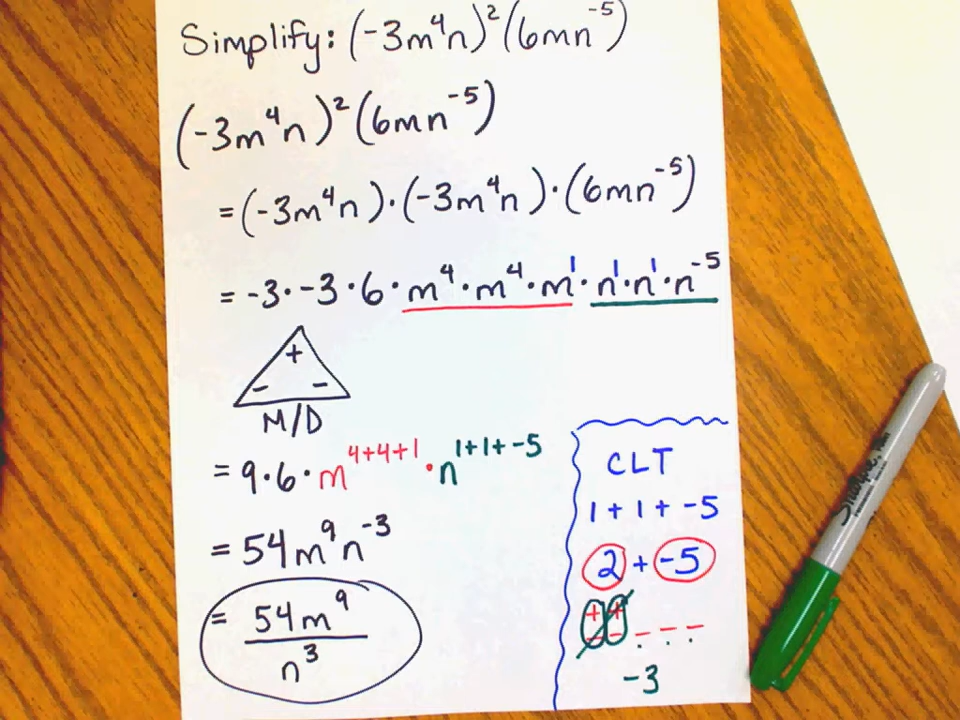 Simplify: (-3m⁴n)²(6mn⁻⁵)
(-3m⁴n)²(6mn⁻⁵)
= (-3m⁴n)·(-3m⁴n)·(6mn⁻⁵)
= -3·-3·6·m⁴·m⁴·m¹·n¹·n¹·n⁻⁵
+
- -
M/D
= 9·6·m⁴⁺⁴⁺¹·n¹⁺¹⁺⁻⁵
= 54m⁹n⁻³
= 54m⁹
n³
CLT
1 + 1 + -5
2 + -5
+ +
- - - - -
-3
Sharpie